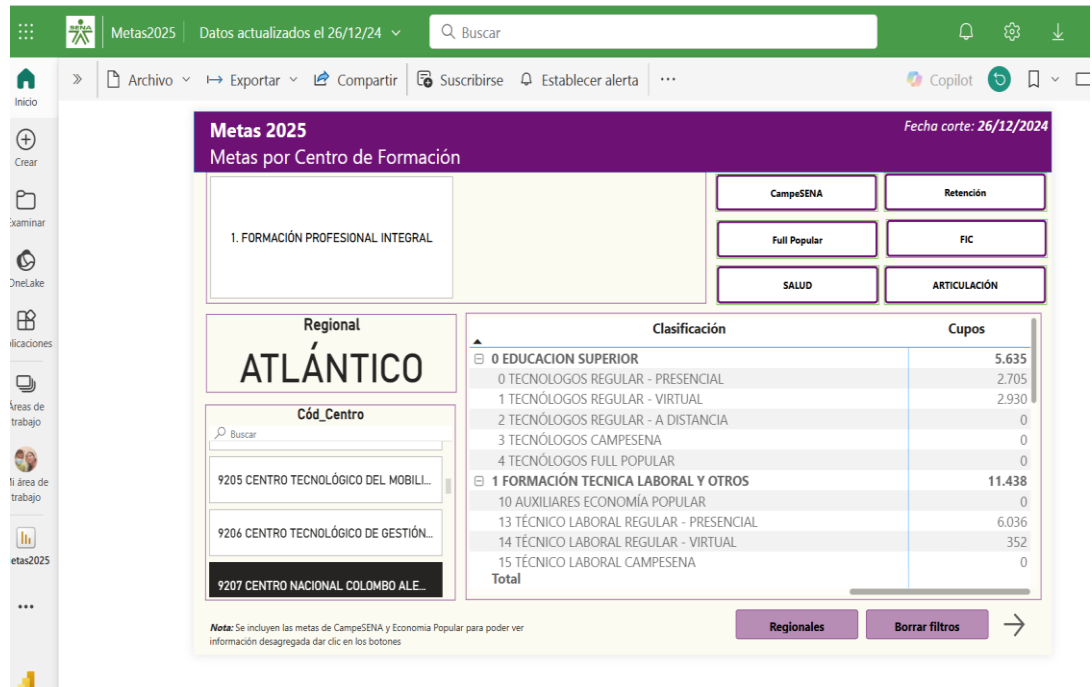 SENA
Metas2025
Datos actualizados el 26/12/24
Buscar
Archivo
Exportar
Compartir
Suscribirse
Establecer alerta
Copilot
Inicio
Crear
Examinar
OneLake
plicaciones
Áreas de
trabajo
Mi área de
trabajo
etas2025
Metas 2025
Metas por Centro de Formación
Fecha corte: 26/12/2024
1. FORMACIÓN PROFESIONAL INTEGRAL
CampeSENA
Retención
Full Popular
FIC
SALUD
ARTICULACIÓN
Regional
ATLÁNTICO
Cód_Centro
Buscar
9205 CENTRO TECNOLÓGICO DEL MOBILI...
9206 CENTRO TECNOLÓGICO DE GESTIÓN...
9207 CENTRO NACIONAL COLOMBO ALE...
Clasificación Cupos
0 EDUCACION SUPERIOR 5.635
0 TECNOLOGOS REGULAR - PRESENCIAL 2.705
1 TECNÓLOGOS REGULAR - VIRTUAL 2.930
2 TECNÓLOGOS REGULAR - A DISTANCIA 0
3 TECNÓLOGOS CAMPESENA 0
4 TECNÓLOGOS FULL POPULAR 0
1 FORMACIÓN TECNICA LABORAL Y OTROS 11.438
10 AUXILIARES ECONOMÍA POPULAR 0
13 TÉCNICO LABORAL REGULAR - PRESENCIAL 6.036
14 TÉCNICO LABORAL REGULAR - VIRTUAL 352
15 TÉCNICO LABORAL CAMPESENA 0
Total
Nota: Se incluyen las metas de CampeSENA y Economia Popular para poder ver
información desagregada dar clic en los botones
Regionales
Borrar filtros